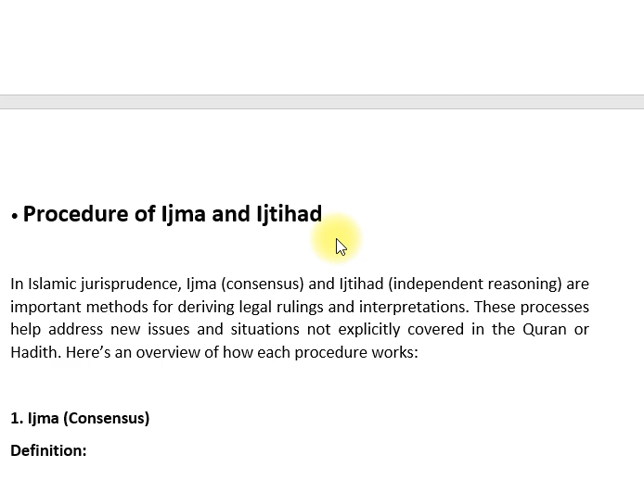 • Procedure of Ijma and Ijtihad
In Islamic jurisprudence, Ijma (consensus) and Ijtihad (independent reasoning) are
important methods for deriving legal rulings and interpretations. These processes
help address new issues and situations not explicitly covered in the Quran or
Hadith. Here’s an overview of how each procedure works:
1. Ijma (Consensus)
Definition: